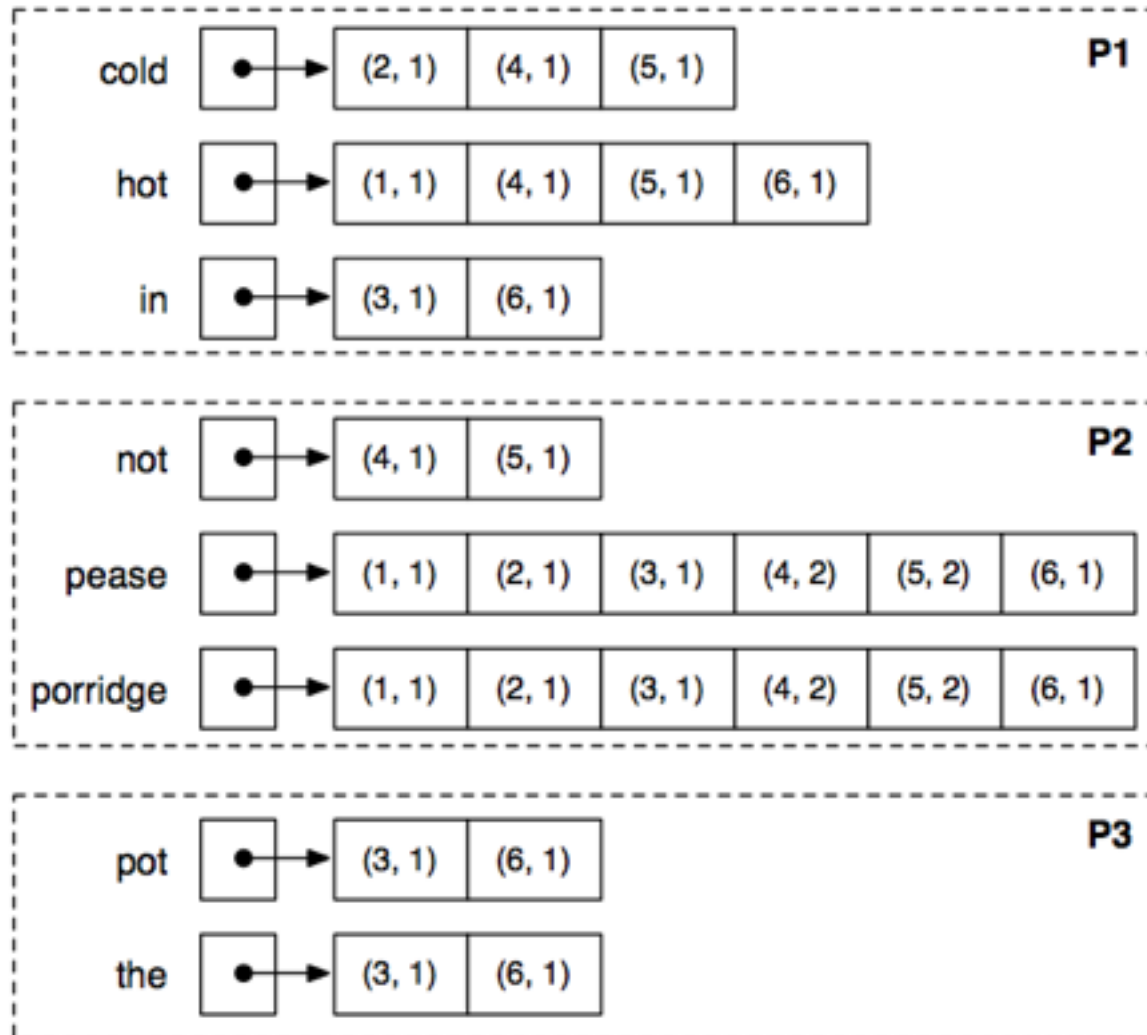 P1
cold (2, 1) (4, 1) (5, 1)
hot (1, 1) (4, 1) (5, 1) (6, 1)
in (3, 1) (6, 1)
P2
not (4, 1) (5, 1)
pease (1, 1) (2, 1) (3, 1) (4, 2) (5, 2) (6, 1)
porridge (1, 1) (2, 1) (3, 1) (4, 2) (5, 2) (6, 1)
P3
pot (3, 1) (6, 1)
the (3, 1) (6, 1)